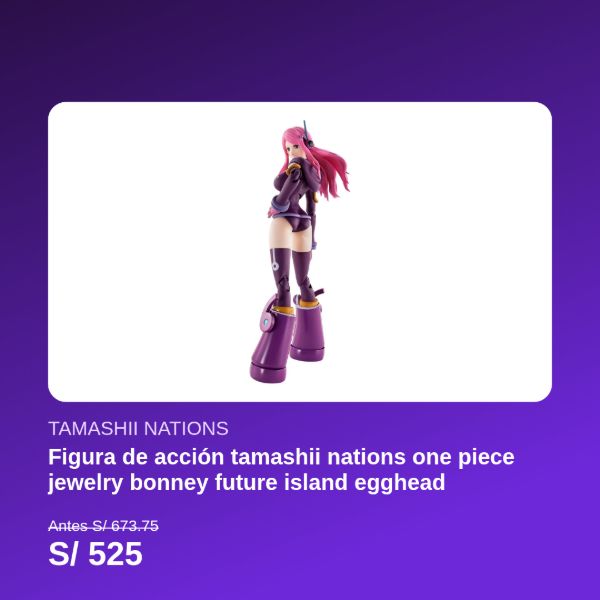 TAMASHII NATIONS
Figura de acción tamashii nations one piece
jewelry bonney future island egghead
Antes S/ 673.75
S/ 525